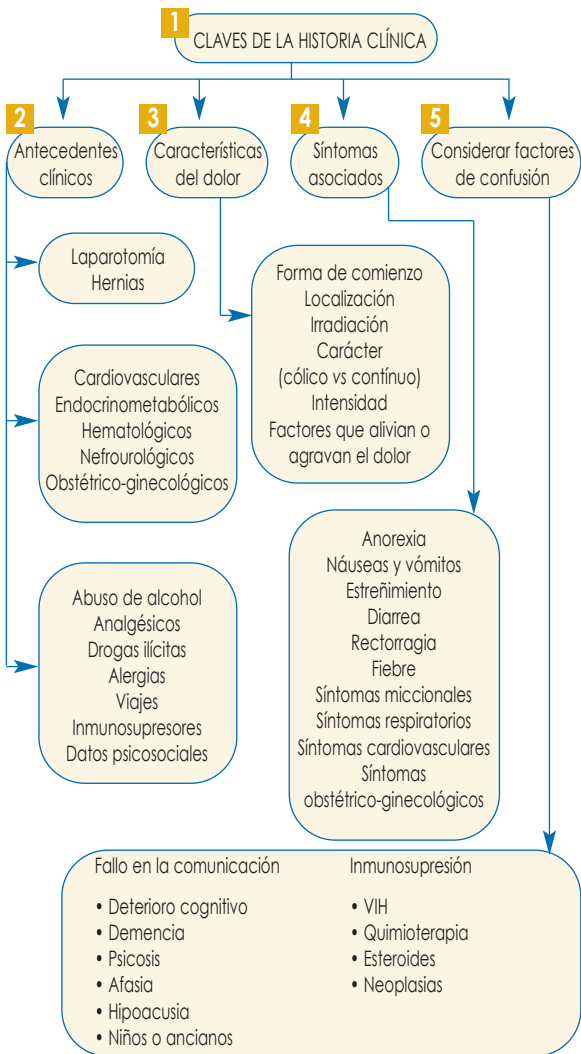 1
CLAVES DE LA HISTORIA CLÍNICA
2
Antecedentes
clínicos
3
Características
del dolor
4
Síntomas
asociados
5
Considerar factores
de confusión
Laparotomía
Hernias
Cardiovasculares
Endocrinometabólicos
Hematológicos
Nefrourológicos
Obstétrico-ginecológicos
Abuso de alcohol
Analgésicos
Drogas ilícitas
Alergias
Viajes
Inmunosupresores
Datos psicosociales
Forma de comienzo
Localización
Irradiación
Carácter
(cólico vs contínuo)
Intensidad
Factores que alivian o
agravan el dolor
Anorexia
Náuseas y vómitos
Estreñimiento
Diarrea
Rectorragia
Fiebre
Síntomas miccionales
Síntomas respiratorios
Síntomas cardiovasculares
Síntomas
obstétrico-ginecológicos
Fallo en la comunicación
• Deterioro cognitivo
• Demencia
• Psicosis
• Afasia
• Hipoacusia
• Niños o ancianos
Inmunosupresión
• VIH
• Quimioterapia
• Esteroides
• Neoplasias